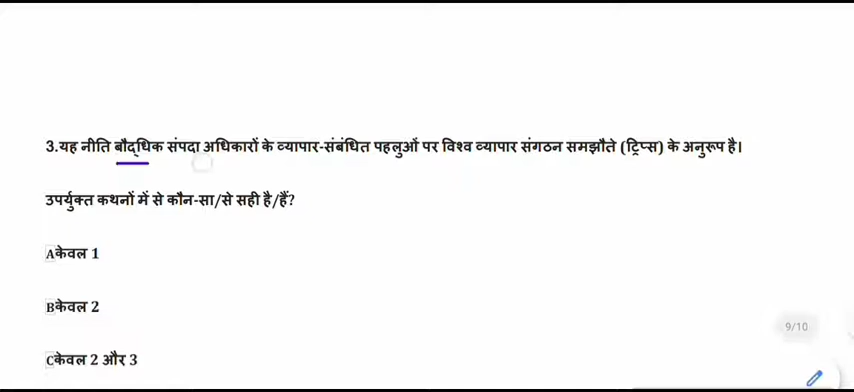 3.यह नीति बौद्धिक संपदा अधिकारों के व्यापार-संबंधित पहलुओं पर विश्व व्यापार संगठन समझौते (ट्रिप्स) के अनुरूप है।
उपर्युक्त कथनों में से कौन-सा/से सही है/हैं?
Aकेवल 1
Bकेवल 2
9/10
Cकेवल 2 और 3